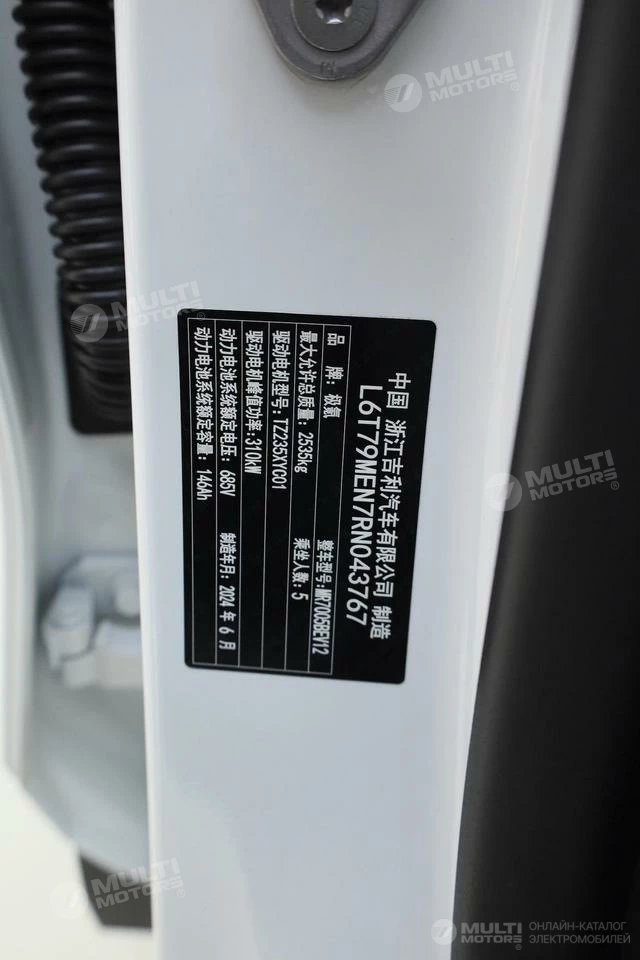 中国 浙江吉利汽车有限公司 制造
L6T79MEN7RN043767
品 牌: 极氪 整车型号: MR7005BEV12
最大允许总质量: 2535kg 乘坐人数: 5
驱动电机型号: TZ235XYC01
驱动电机峰值功率: 310kW
动力电池系统额定电压: 685V 制造年月: 2024 年 6 月
动力电池系统额定容量: 146Ah
MULTI
MOTORS®
MULTI
MOTORS®
MULTI
MOTORS®
MULTI
MOTORS®
MULTI
MOTORS®
ОНЛАЙН-КАТАЛОГ
ЭЛЕКТРОМОБИЛЕЙ